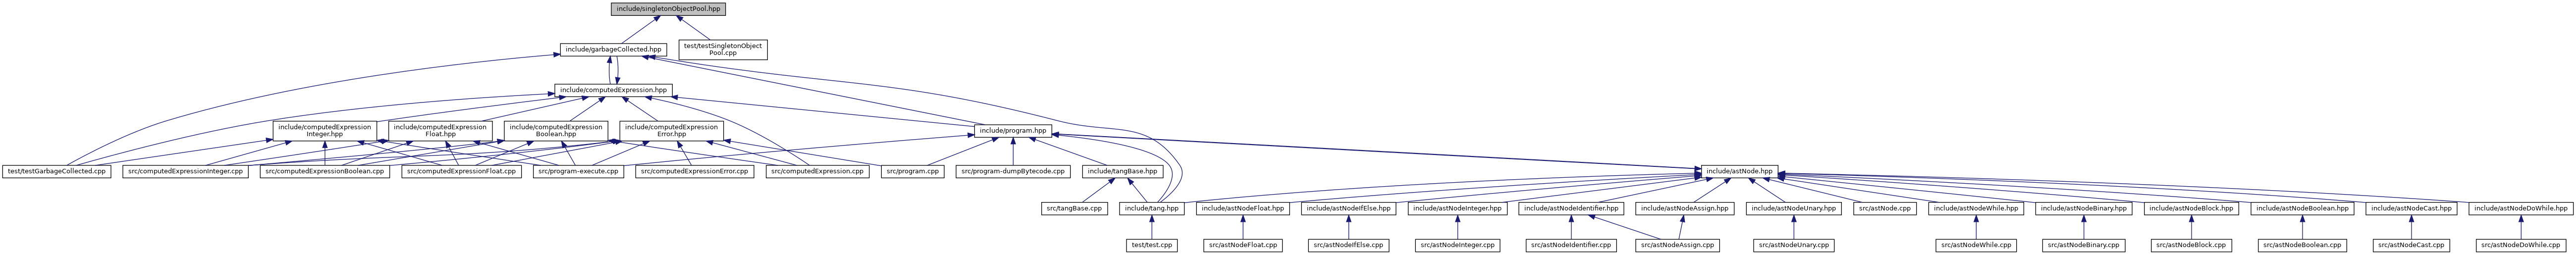 include/singletonObjectPool.hpp
include/garbageCollected.hpp
test/testSingletonObject
Pool.cpp
include/computedExpression.hpp
include/computedExpression
Integer.hpp
include/computedExpression
Float.hpp
include/computedExpression
Boolean.hpp
include/computedExpression
Error.hpp
include/program.hpp
test/testGarbageCollected.cpp
src/computedExpressionInteger.cpp
src/computedExpressionBoolean.cpp
src/computedExpressionFloat.cpp
src/program-execute.cpp
src/computedExpressionError.cpp
src/computedExpression.cpp
src/program.cpp
src/program-dumpBytecode.cpp
include/tangBase.hpp
include/astNode.hpp
src/tangBase.cpp
include/tang.hpp
include/astNodeFloat.hpp
include/astNodeIfElse.hpp
include/astNodeInteger.hpp
include/astNodeIdentifier.hpp
include/astNodeAssign.hpp
include/astNodeUnary.hpp
src/astNode.cpp
include/astNodeWhile.hpp
include/astNodeBinary.hpp
include/astNodeBlock.hpp
include/astNodeBoolean.hpp
include/astNodeCast.hpp
include/astNodeDoWhile.hpp
test/test.cpp
src/astNodeFloat.cpp
src/astNodeIfElse.cpp
src/astNodeInteger.cpp
src/astNodeIdentifier.cpp
src/astNodeAssign.cpp
src/astNodeUnary.cpp
src/astNodeWhile.cpp
src/astNodeBinary.cpp
src/astNodeBlock.cpp
src/astNodeBoolean.cpp
src/astNodeCast.cpp
src/astNodeDoWhile.cpp